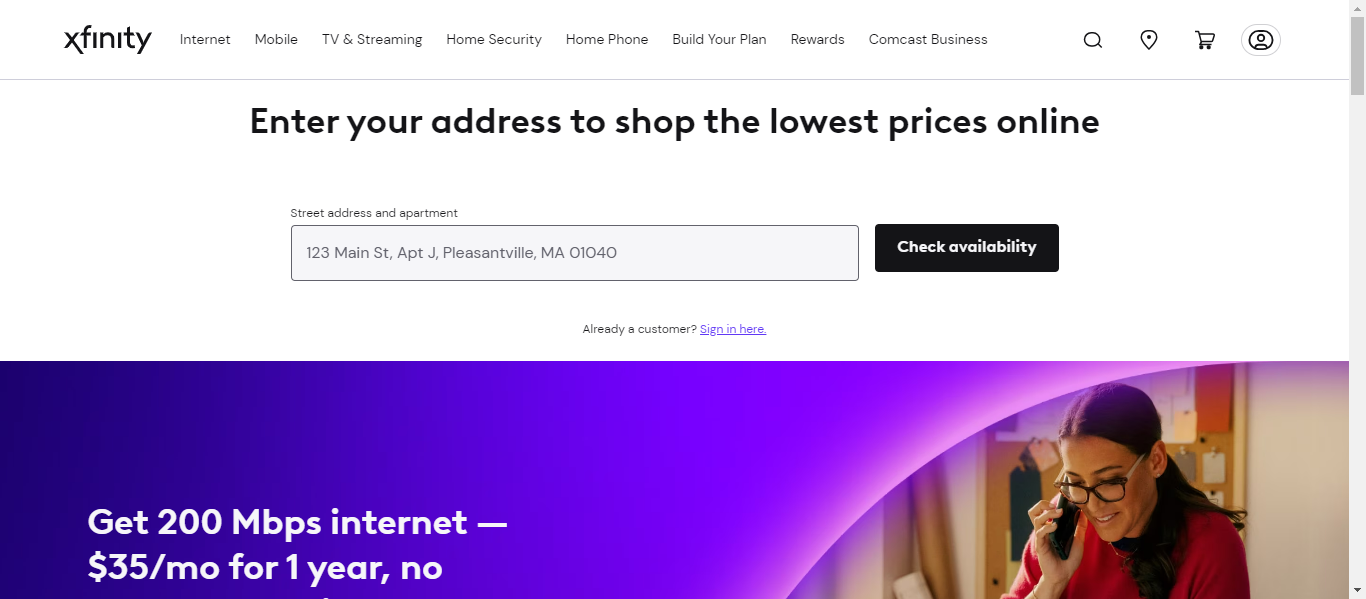 xfinity
Internet
Mobile
TV & Streaming
Home Security
Home Phone
Build Your Plan
Rewards
Comcast Business
Enter your address to shop the lowest prices online
Street address and apartment
123 Main St, Apt J, Pleasantville, MA 01040
Check availability
Already a customer? Sign in here.
Get 200 Mbps internet —
$35/mo for 1 year, no